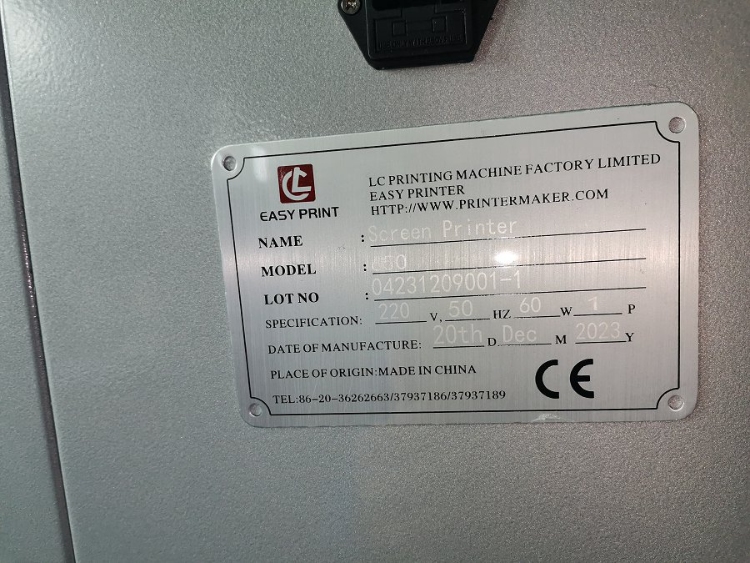 LC PRINTING MACHINE FACTORY LIMITED
EASY PRINTER
HTTP://WWW.PRINTERMAKER.COM
EASY PRINT
NAME : Screen Printer
MODEL :
LOT NO : 04231209001-1
SPECIFICATION: 220 V, 50 HZ 60 W 1 P
DATE OF MANUFACTURE: 20th D Dec M 2023 Y
PLACE OF ORIGIN:MADE IN CHINA
CE
TEL:86-20-36262663/37937186/37937189